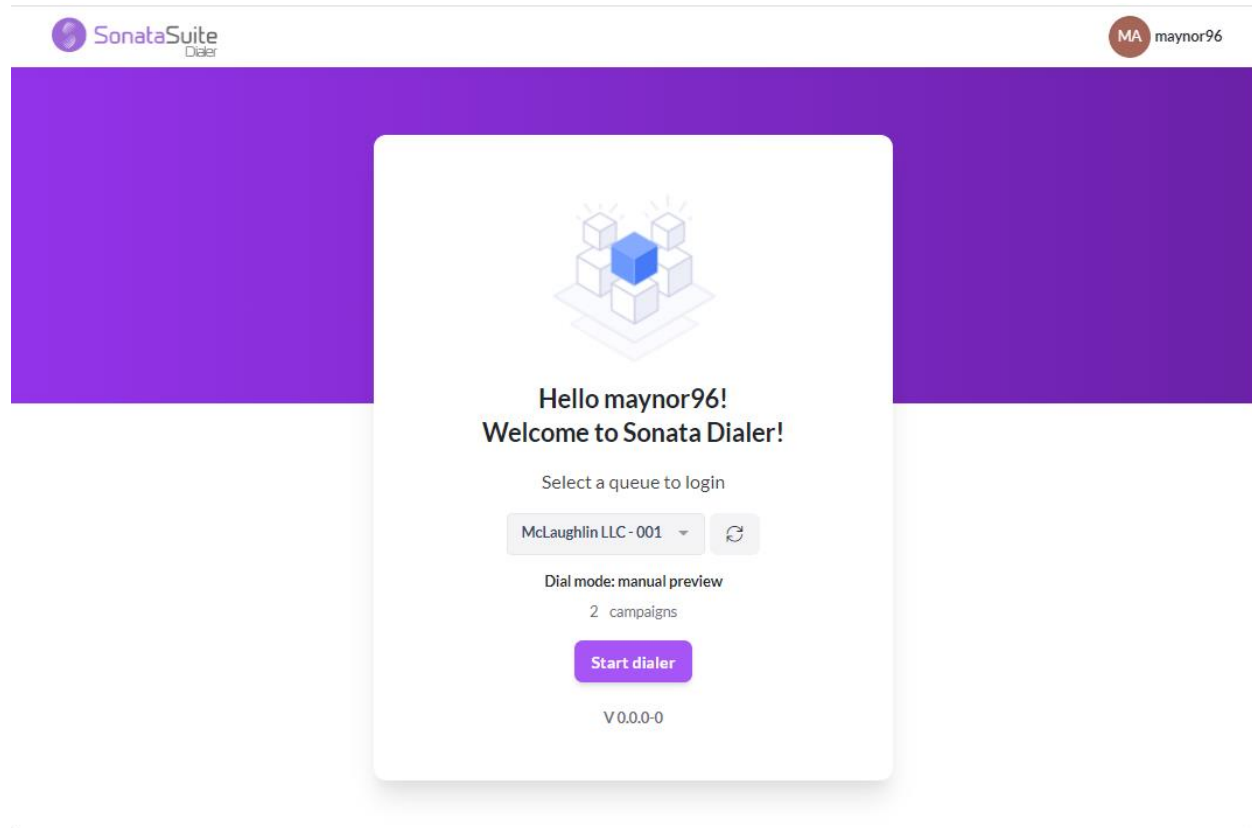 SonataSuite
Dialer
MA maynor96
Hello maynor96!
Welcome to Sonata Dialer!
Select a queue to login
McLaughlin LLC - 001
Dial mode: manual preview
2 campaigns
Start dialer
V 0.0.0-0